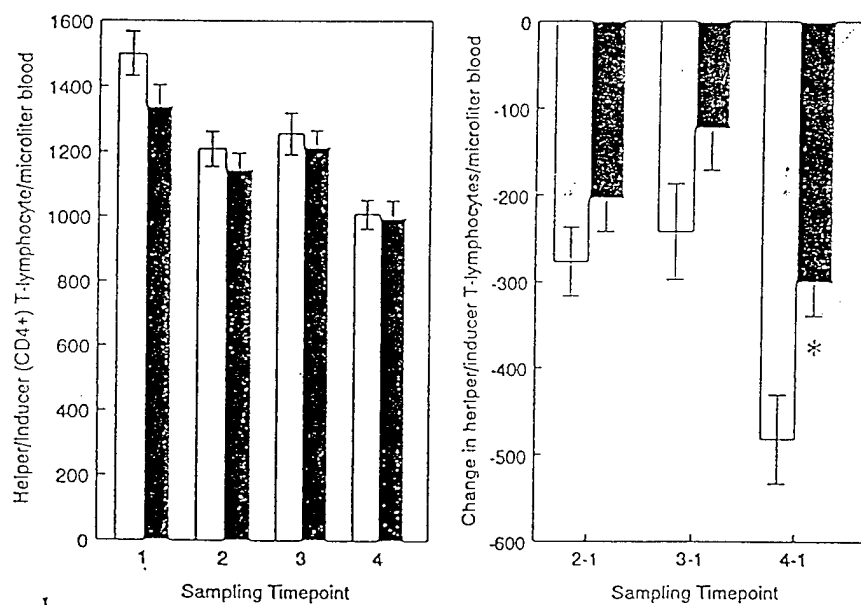 Helper/Inducer (CD4+) T-lymphocyte/microliter blood
1600
1400
1200
1000
800
600
400
200
0
1 2 3 4
Sampling Timepoint
Change in herlper/inducer T-lymphocytes/microliter blood
0
-100
-200
-300
-400
-500
-600
*
2-1 3-1 4-1
Sampling Timepoint